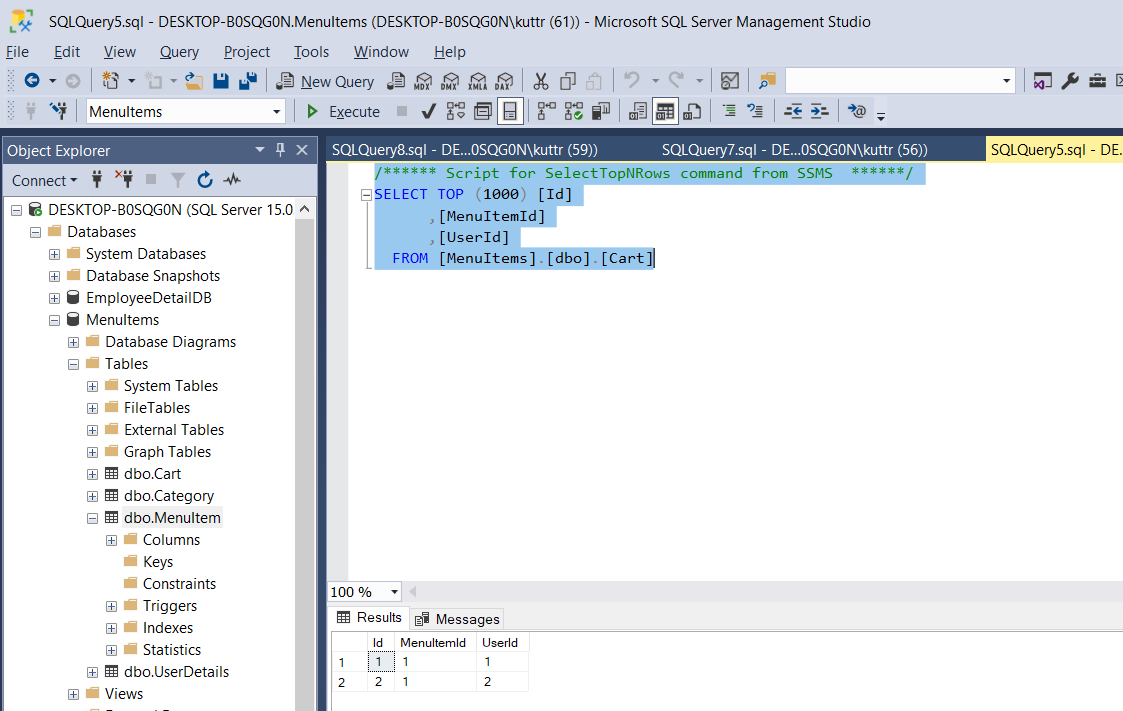 SQLQuery5.sql - DESKTOP-B0SQG0N.MenuItems (DESKTOP-B0SQG0N\kuttr (61)) - Microsoft SQL Server Management Studio
File Edit View Query Project Tools Window Help
New Query MDX DMX XMLA DAX
MenuItems Execute
Object Explorer
SQLQuery8.sql - DE...0SQG0N\kuttr (59)) SQLQuery7.sql - DE...0SQG0N\kuttr (56)) SQLQuery5.sql - DE.
Connect
/****** Script for SelectTopNRows command from SSMS ******/
SELECT TOP (1000) [Id]
,[MenuItemId]
,[UserId]
FROM [MenuItems].[dbo].[Cart]
DESKTOP-B0SQG0N (SQL Server 15.0
Databases
System Databases
Database Snapshots
EmployeeDetailDB
MenuItems
Database Diagrams
Tables
System Tables
FileTables
External Tables
Graph Tables
dbo.Cart
dbo.Category
dbo.MenuItem
Columns
Keys
Constraints
Triggers
Indexes
Statistics
dbo.UserDetails
Views
100 %
Results Messages
Id MenuItemId UserId
1 1 1 1
2 2 1 2